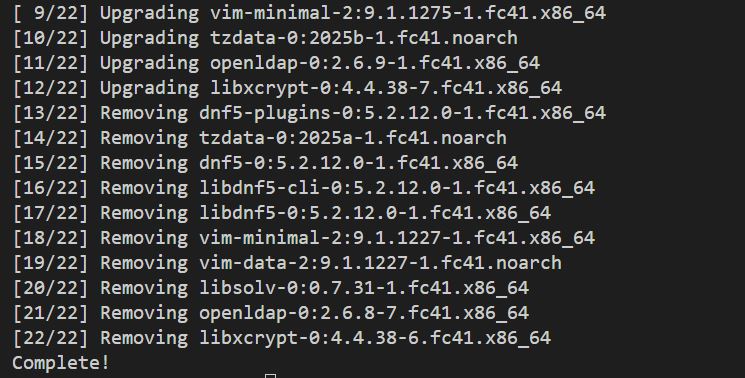 [ 9/22] Upgrading vim-minimal-2:9.1.1275-1.fc41.x86_64
[10/22] Upgrading tzdata-0:2025b-1.fc41.noarch
[11/22] Upgrading openldap-0:2.6.9-1.fc41.x86_64
[12/22] Upgrading libxcrypt-0:4.4.38-7.fc41.x86_64
[13/22] Removing dnf5-plugins-0:5.2.12.0-1.fc41.x86_64
[14/22] Removing tzdata-0:2025a-1.fc41.noarch
[15/22] Removing dnf5-0:5.2.12.0-1.fc41.x86_64
[16/22] Removing libdnf5-cli-0:5.2.12.0-1.fc41.x86_64
[17/22] Removing libdnf5-0:5.2.12.0-1.fc41.x86_64
[18/22] Removing vim-minimal-2:9.1.1227-1.fc41.x86_64
[19/22] Removing vim-data-2:9.1.1227-1.fc41.noarch
[20/22] Removing libsolv-0:0.7.31-1.fc41.x86_64
[21/22] Removing openldap-0:2.6.8-7.fc41.x86_64
[22/22] Removing libxcrypt-0:4.4.38-6.fc41.x86_64
Complete!